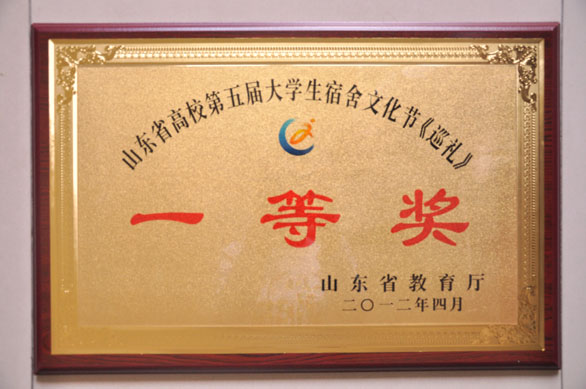 山东省高校第五届大学生宿舍文化节《巡礼》
一等奖
山东省教育厅
二〇一二年四月